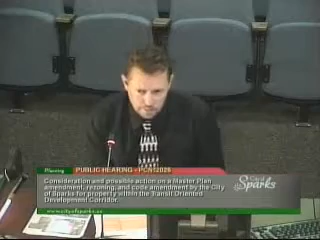 Planning PUBLIC HEARING - PCN12026
Consideration and possible action on a Master Plan
amendment, rezoning, and code amendment by the City
of Sparks for property within the Transit Oriented
Development Corridor.
City of
Sparks
www.cityofsparks.us